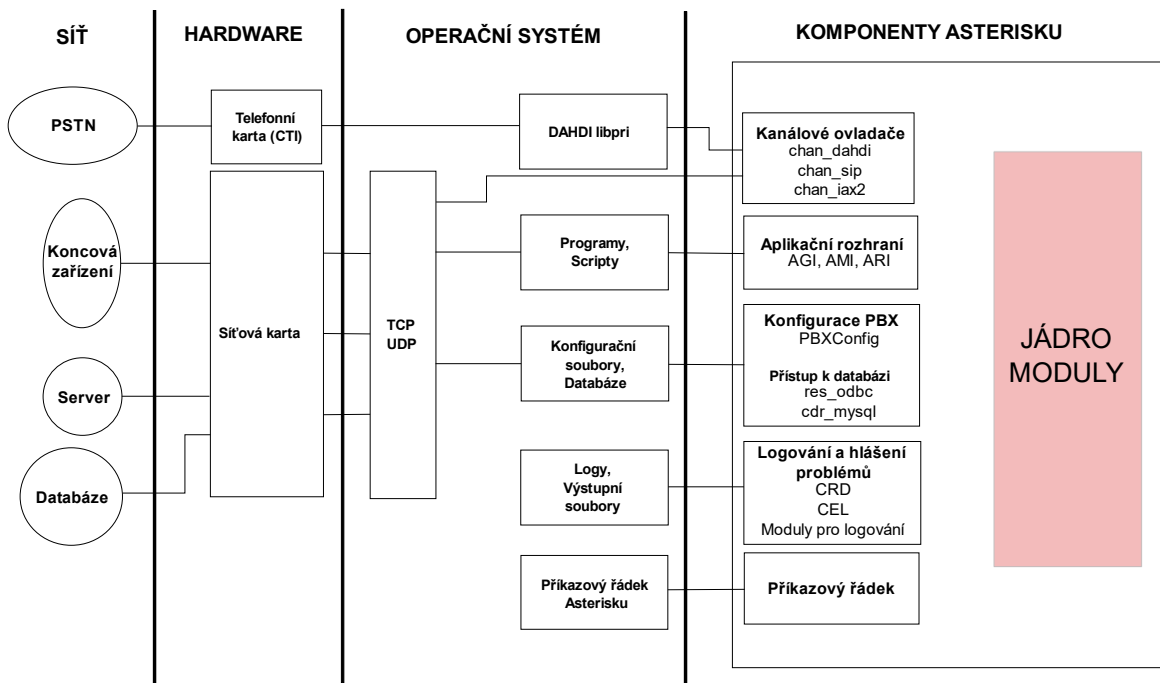 SÍŤ
HARDWARE
OPERAČNÍ SYSTÉM
KOMPONENTY ASTERISKU
PSTN
Telefonní
karta (CTI)
DAHDI libpri
Kanálové ovladače
chan_dahdi
chan_sip
chan_iax2
Koncová
zařízení
Programy,
Scripty
Aplikační rozhraní
AGI, AMI, ARI
Síťová karta
TCP
UDP
Konfigurační
soubory,
Databáze
Konfigurace PBX
PBXConfig
Přístup k databázi
res_odbc
cdr_mysql
JÁDRO
MODULY
Server
Databáze
Logy,
Výstupní
soubory
Logování a hlášení
problémů
CRD
CEL
Moduly pro logování
Příkazový řádek
Asterisku
Příkazový řádek